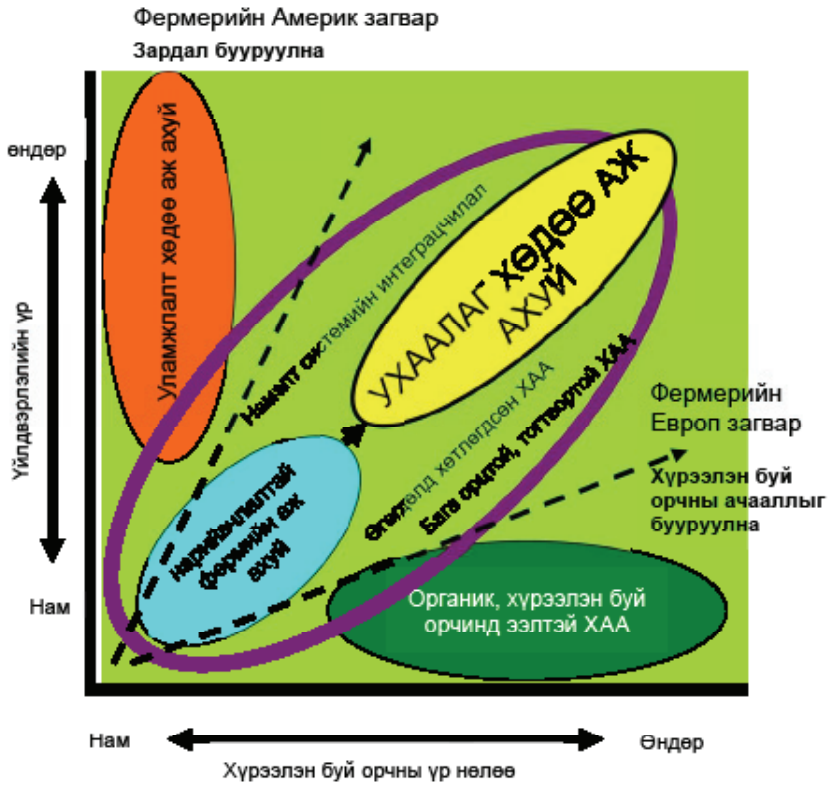 Фермерийн Америк загвар
Зардал бууруулна
өндөр
Үйлдвэрлэлийн үр
Нам
Уламжлалт хөдөө аж ахуй
Нэмэлт системийн интеграцчилал
УХААЛАГ ХӨДӨӨ АЖ
АХУЙ
Өгөгдөлд хөтлөгдсөн ХАА
Бага орцтой, тогтвортой ХАА
нарийвчлалтай
фермийн аж
ахуй
Фермерийн
Европ загвар
Хүрээлэн буй
орчны ачааллыг
бууруулна
Органик, хүрээлэн буй
орчинд ээлтэй ХАА
Нам
Өндөр
Хүрээлэн буй орчны үр нөлөө